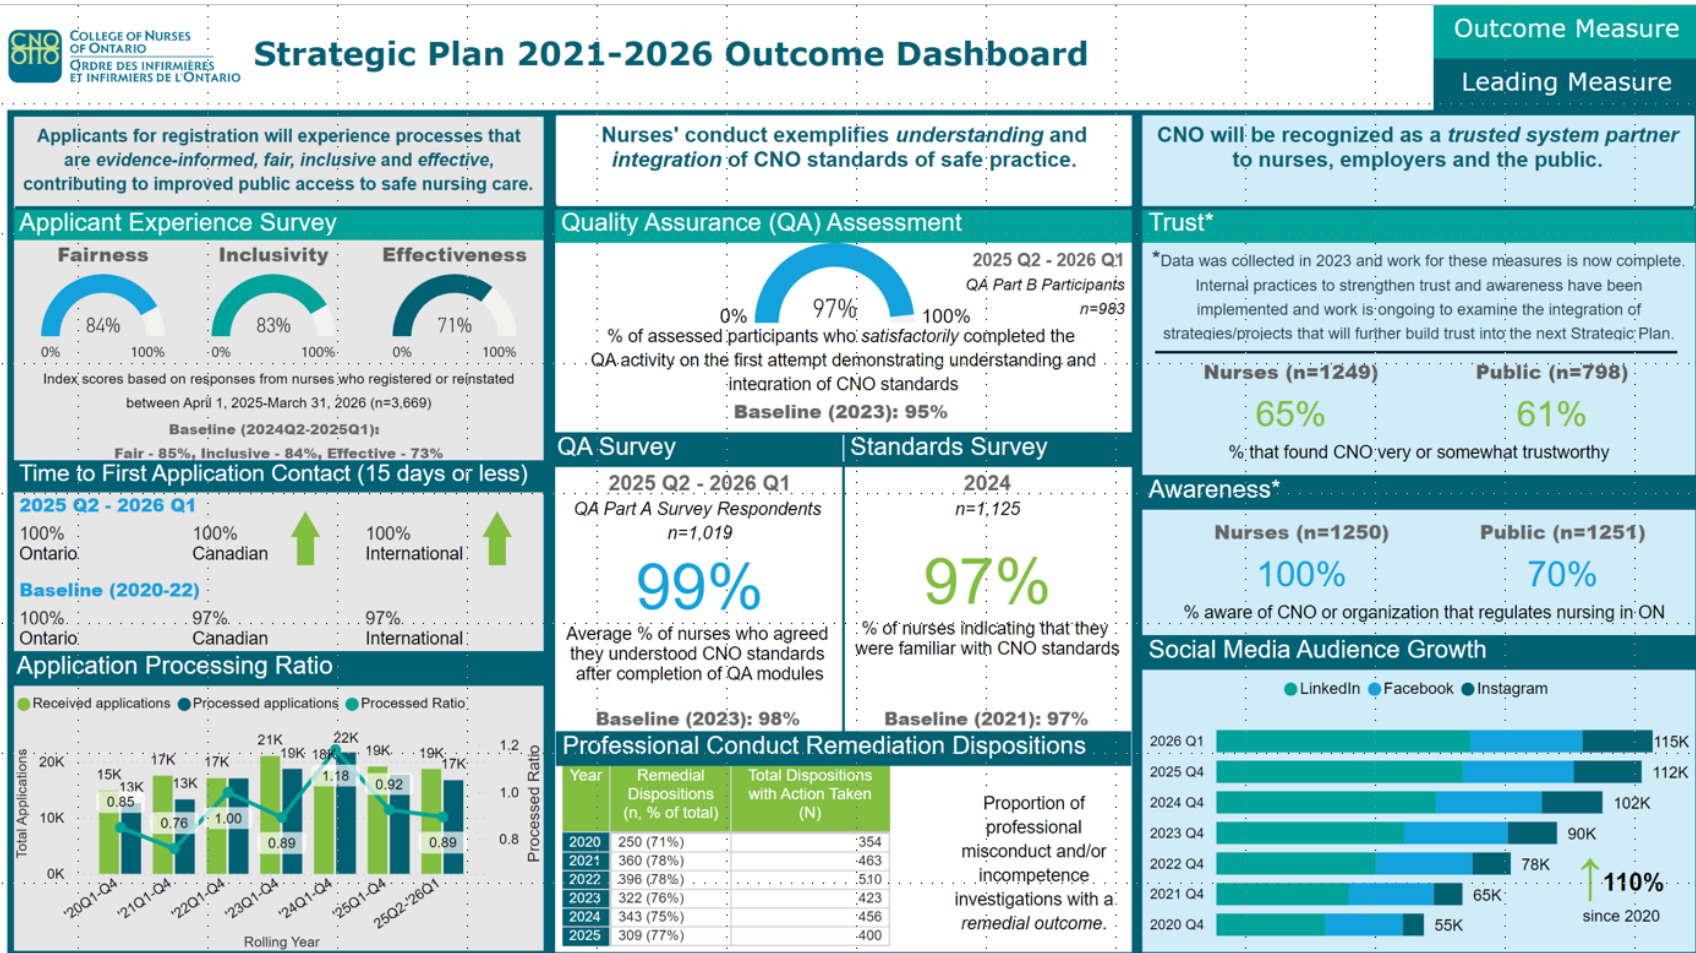 COLLEGE OF NURSES
OF ONTARIO
ORDRE DES INFIRMIÈRES
ET INFIRMIERS DE L'ONTARIO
Strategic Plan 2021-2026 Outcome Dashboard
Outcome Measure
Leading Measure
Applicants for registration will experience processes that
are evidence-informed, fair, inclusive and effective,
contributing to improved public access to safe nursing care.
Applicant Experience Survey
Fairness Inclusivity Effectiveness
84% 83% 71%
0% 100% 0% 100% 0% 100%
Index scores based on responses from nurses who registered or reinstated
between April 1, 2025-March 31, 2026 (n=3,669)
Baseline (2024Q2-2025Q1):
Fair - 85%, Inclusive - 84%, Effective - 73%
Time to First Application Contact (15 days or less)
2025 Q2 - 2026 Q1
100% 100% 100%
Ontario Canadian International
Baseline (2020-22)
100% 97% 97%
Ontario Canadian International
Application Processing Ratio
Received applications Processed applications Processed Ratio
Total Applications
20K
10K
0K
15K 13K 17K 13K 17K 21K 19K 18K 22K 19K 19K 17K
0.85 0.76 1.00 0.89 1.18 0.92 0.89
1.2
1.0
0.8
Processed Ratio
'20Q1-Q4 '21Q1-Q4 '22Q1-Q4 '23Q1-Q4 '24Q1-Q4 '25Q1-Q4 25Q2-'26Q1
Rolling Year
Nurses' conduct exemplifies understanding and
integration of CNO standards of safe practice.
Quality Assurance (QA) Assessment
2025 Q2 - 2026 Q1
QA Part B Participants
n=983
0% 97% 100%
% of assessed participants who satisfactorily completed the
QA activity on the first attempt demonstrating understanding and
integration of CNO standards
Baseline (2023): 95%
QA Survey
2025 Q2 - 2026 Q1
QA Part A Survey Respondents
n=1,019
99%
Average % of nurses who agreed
they understood CNO standards
after completion of QA modules
Baseline (2023): 98%
Standards Survey
2024
n=1,125
97%
% of nurses indicating that they
were familiar with CNO standards
Baseline (2021): 97%
Professional Conduct Remediation Dispositions
Year Remedial Dispositions (n, % of total) Total Dispositions with Action Taken (N)
2020 250 (71%) 354
2021 360 (78%) 463
2022 396 (78%) 510
2023 322 (76%) 423
2024 343 (75%) 456
2025 309 (77%) 400
Proportion of
professional
misconduct and/or
incompetence
investigations with a
remedial outcome.
CNO will be recognized as a trusted system partner
to nurses, employers and the public.
Trust*
*Data was collected in 2023 and work for these measures is now complete.
Internal practices to strengthen trust and awareness have been
implemented and work is ongoing to examine the integration of
strategies/projects that will further build trust into the next Strategic Plan.
Nurses (n=1249) Public (n=798)
65% 61%
% that found CNO very or somewhat trustworthy
Awareness*
Nurses (n=1250) Public (n=1251)
100% 70%
% aware of CNO or organization that regulates nursing in ON
Social Media Audience Growth
LinkedIn Facebook Instagram
2026 Q1 115K
2025 Q4 112K
2024 Q4 102K
2023 Q4 90K
2022 Q4 78K
2021 Q4 65K
2020 Q4 55K
110%
since 2020